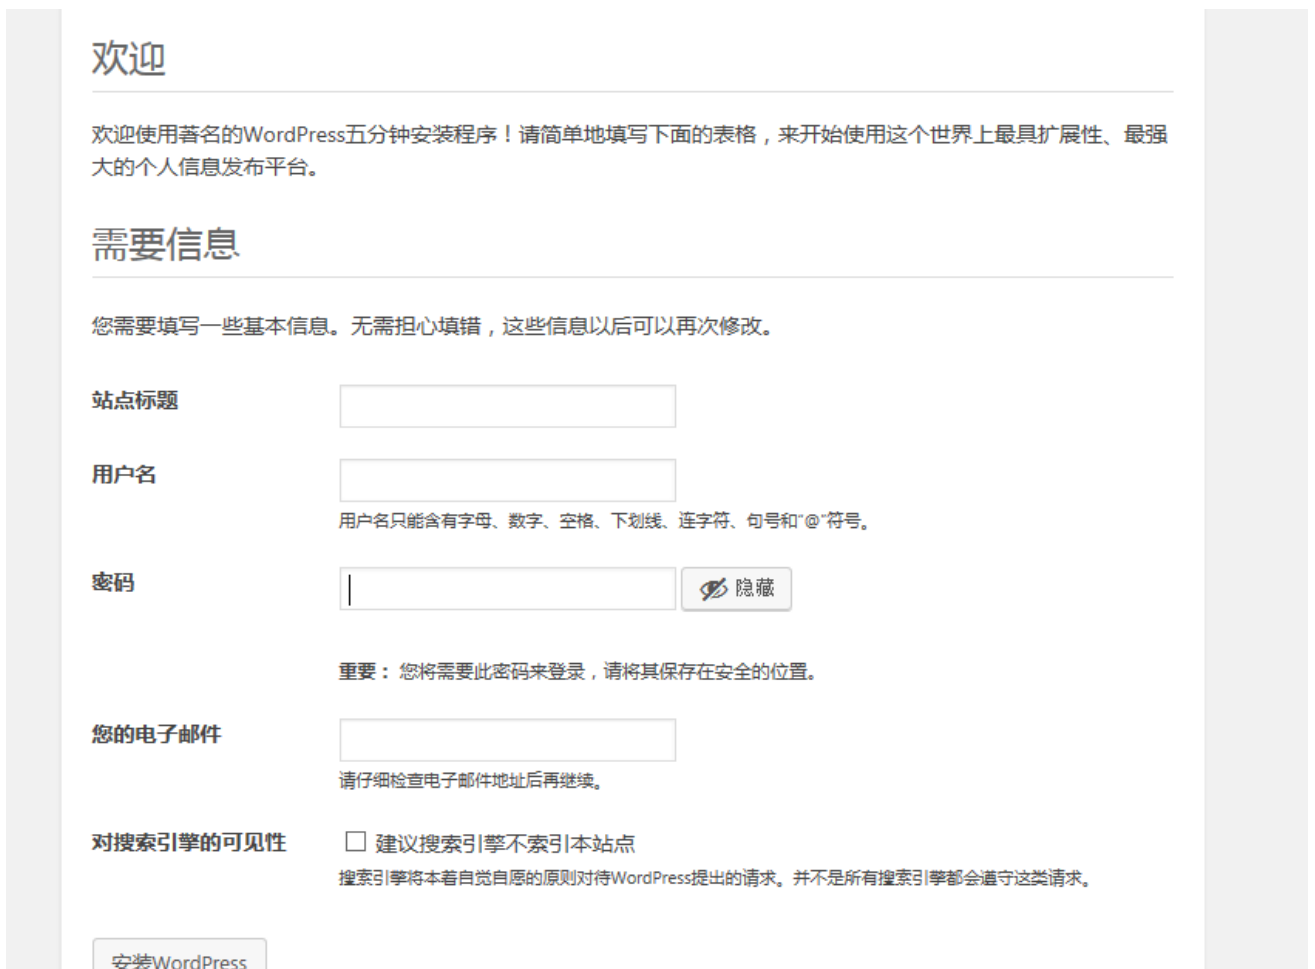 欢迎
欢迎使用著名的WordPress五分钟安装程序！请简单地填写下面的表格，来开始使用这个世界上最具扩展性、最强
大的个人信息发布平台。
需要信息
您需要填写一些基本信息。无需担心填错，这些信息以后可以再次修改。
站点标题
用户名
用户名只能含有字母、数字、空格、下划线、连字符、句号和“@”符号。
密码
隐藏
重要：您将需要此密码来登录，请将其保存在安全的位置。
您的电子邮件
请仔细检查电子邮件地址后再继续。
对搜索引擎的可见性
建议搜索引擎不索引本站点
搜索引擎将本着自觉自愿的原则对待WordPress提出的请求。并不是所有搜索引擎都会遵守这类请求。
安装WordPress